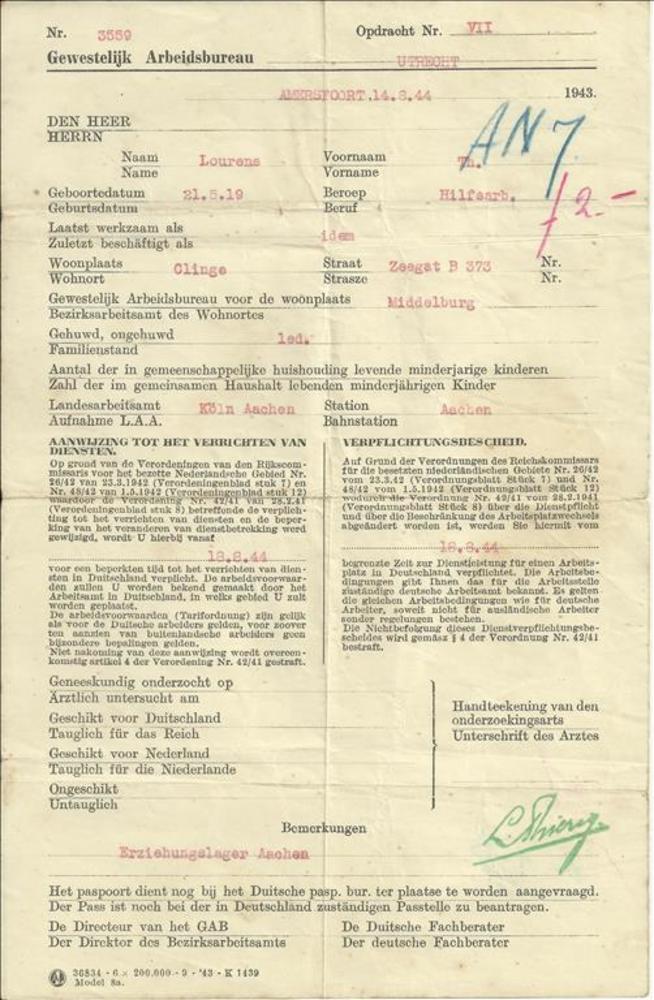 Nr. 3559 Opdracht Nr. VII
Gewestelijk Arbeidsbureau UTRECHT
AMERSFOORT,14.8.44 1943.
DEN HEER
HERRN
AN 7
Naam Lourens Voornaam Th.
Name Vorname
Geboortedatum 21.5.19 Beroep Hilfsarb.
Geburtsdatum Beruf
2.-
Laatst werkzaam als idem
Zuletzt beschäftigt als
Woonplaats Clinge Straat Zeegat B 373 Nr.
Wohnort Strasze Nr.
Gewestelijk Arbeidsbureau voor de woonplaats Middelburg
Bezirksarbeitsamt des Wohnortes
Gehuwd, ongehuwd led.
Familienstand
Aantal der in gemeenschappelijke huishouding levende minderjarige kinderen
Zahl der im gemeinsamen Haushalt lebenden minderjährigen Kinder
Landesarbeitsamt Köln Aachen Station Aachen
Aufnahme L.A.A. Bahnstation
AANWIJZING TOT HET VERRICHTEN VAN
DIENSTEN.
Op grond van de Verordeningen van den Rijkscom-
missaris voor het bezette Nederlandsche Gebied Nr.
26/42 van 23.3.1942 (Verordeningenblad stuk 7) en
Nr. 48/42 van 1.5.1942 (Verordeningenblad stuk 12)
waardoor de Verordening Nr. 42/41 van 28.2.41
(Verordeningenblad stuk 8) betreffende de verplich-
ting tot het verrichten van diensten en de beper-
king van het veranderen van dienstbetrekking werd
gewijzigd, wordt U hierbij vanaf
18.8.44
voor een beperkten tijd tot het verrichten van dien-
sten in Duitschland verplicht. De arbeidsvoorwaar-
den zullen U worden bekend gemaakt door het
Arbeitsamt in Duitschland, in welks gebied U zult
worden geplaatst.
De arbeidsvoorwaarden (Tarifordnung) zijn gelijk
als voor de Duitsche arbeiders gelden, voor zoover
ten aanzien van buitenlandsche arbeiders geen
bijzondere bepalingen gelden.
Niet nakoming van deze aanwijzing wordt overeen-
komstig artikel 4 der Verordening Nr. 42/41 gestraft.
VERPFLICHTUNGSBESCHEID.
Auf Grund der Verordnungen des Reichskommissars
für die besetzten niederländischen Gebiete Nr. 26/42
vom 23.3.42 (Verordnungsblatt Stück 7) und Nr.
48/42 vom 1.5.1942 (Verordnungsblatt Stück 12)
wodurch die Verordnung Nr. 42/41 vom 28.2.1941
(Verordnungsblatt Stück 8) über die Dienstpflicht
und über die Beschränkung des Arbeitsplatzwechsels
abgeändert worden ist, werden Sie hiermit vom
18.8.44
begrenzte Zeit zur Dienstleistung für einen Arbeits-
platz in Deutschland verpflichtet. Die Arbeitsbe-
dingungen gibt Ihnen das für die Arbeitsstelle
zuständige deutsche Arbeitsamt bekannt. Es gelten
die gleichen Arbeitsbedingungen wie für deutsche
Arbeiter, soweit nicht für ausländische Arbeiter
sonder regelungen bestehen.
Die Nichtbefolgung dieses Dienstverpflichtungsbe-
scheides wird gemäsz § 4 der Verordnung Nr. 42/41
bestraft.
Geneeskundig onderzocht op
Ärztlich untersucht am
Geschikt voor Duitschland
Tauglich für das Reich
Geschikt voor Nederland
Tauglich für die Niederlande
Ongeschikt
Untauglich
Handteekening van den
onderzoekingsarts
Unterschrift des Arztes
Bemerkungen
Erziehungslager Aachen
Het paspoort dient nog bij het Duitsche pasp. bur. ter plaatse te worden aangevraagd.
Der Pass ist noch bei der in Deutschland zuständigen Passtelle zu beantragen.
De Directeur van het GAB De Duitsche Fachberater
Der Direktor des Bezirksarbeitsamts Der deutsche Fachberater
36834 - 6 x 200.000 - 9 - '43 - K 1439
Model 8a.